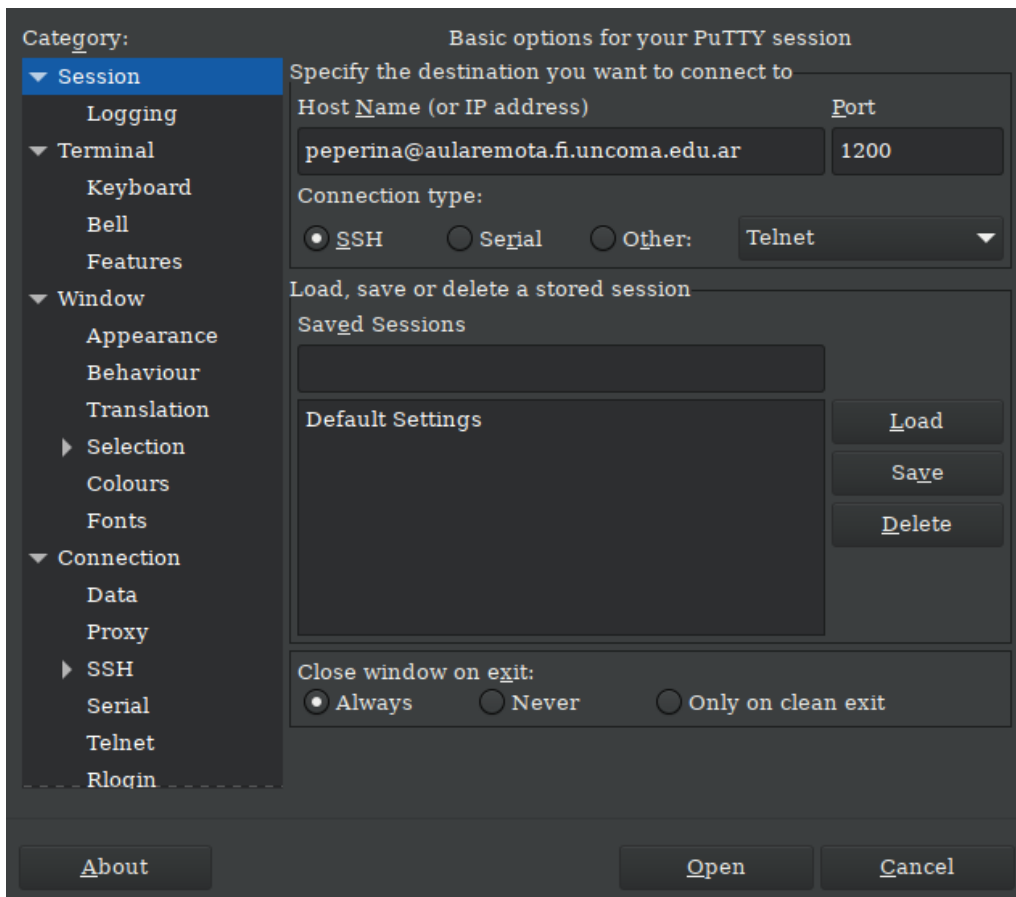 Category:
Session
Logging
Terminal
Keyboard
Bell
Features
Window
Appearance
Behaviour
Translation
Selection
Colours
Fonts
Connection
Data
Proxy
SSH
Serial
Telnet
Rlogin
Basic options for your PuTTY session
Specify the destination you want to connect to
Host Name (or IP address) Port
peperina@aularemota.fi.uncoma.edu.ar 1200
Connection type:
SSH Serial Other: Telnet
Load, save or delete a stored session
Saved Sessions
Default Settings
Load
Save
Delete
Close window on exit:
Always Never Only on clean exit
About Open Cancel